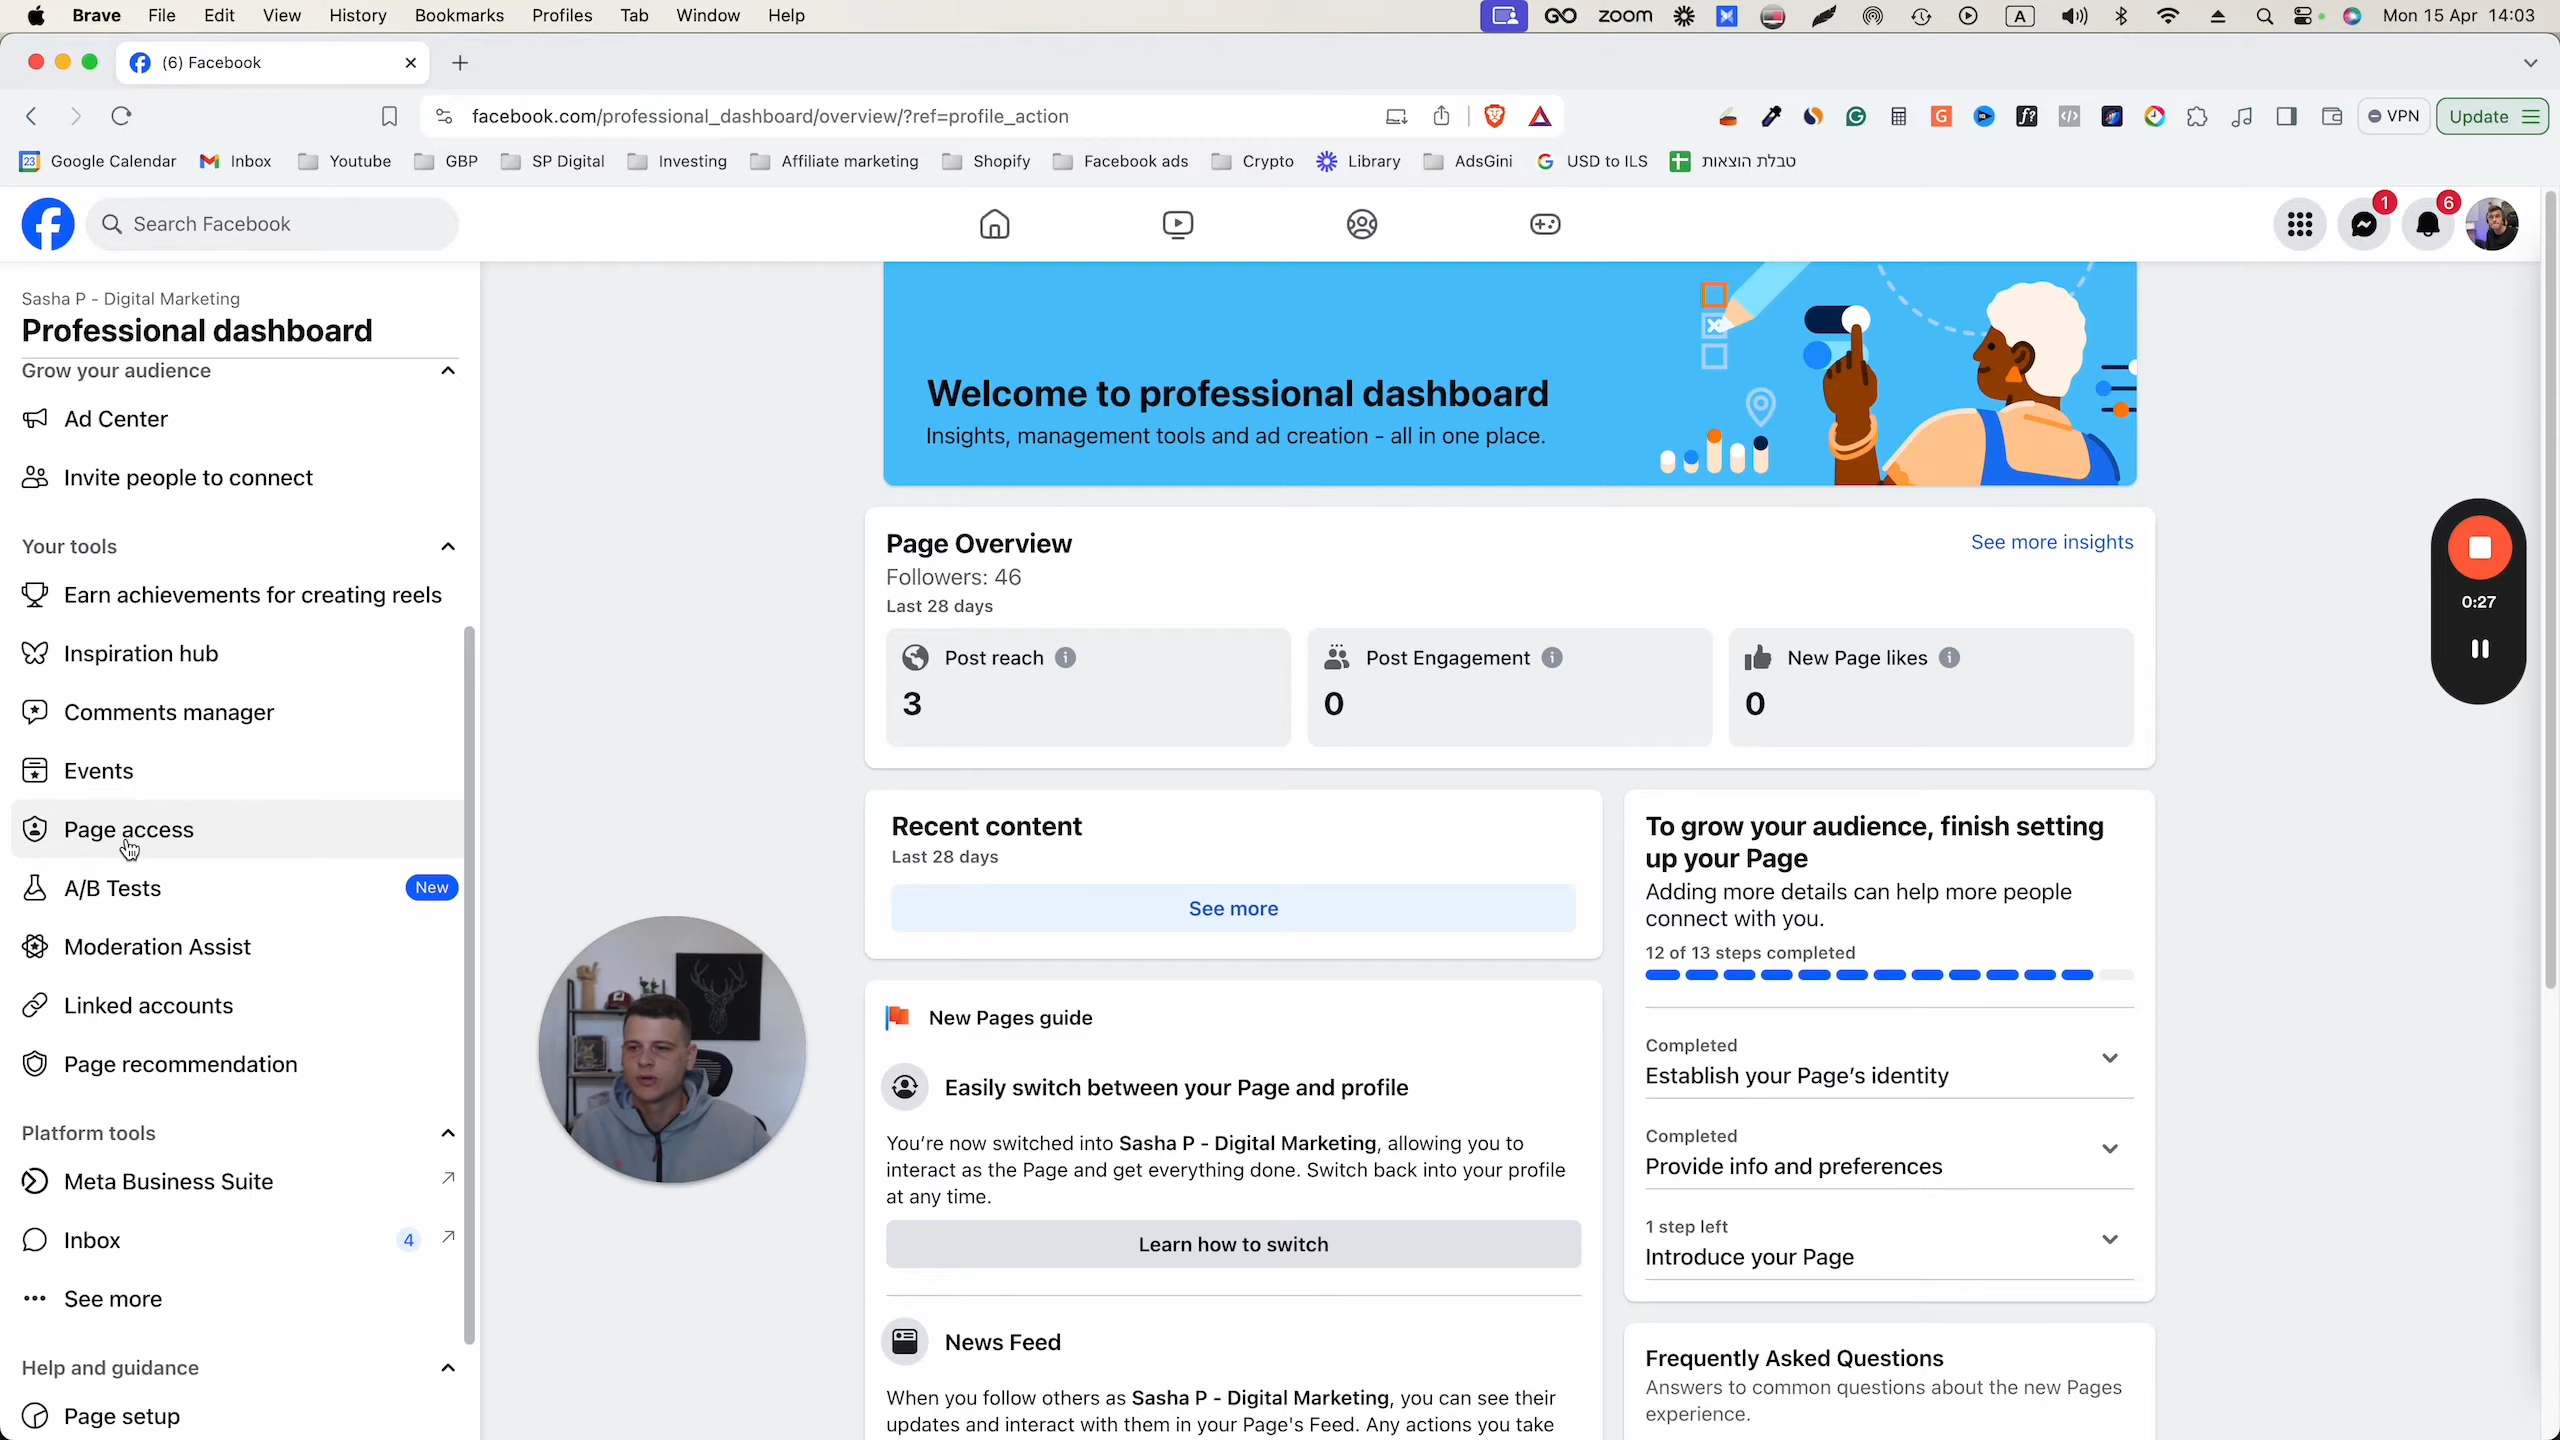 Brave File Edit View History Bookmarks Profiles Tab Window Help
zoom A Mon 15 Apr 14:03
(6) Facebook
facebook.com/professional_dashboard/overview/?ref=profile_action
VPN Update
23 Google Calendar Inbox Youtube GBP SP Digital Investing Affiliate marketing Shopify Facebook ads Crypto Library AdsGini USD to ILS טבלת הוצאות
Search Facebook
1
6
Sasha P - Digital Marketing
Professional dashboard
Grow your audience
Ad Center
Invite people to connect
Your tools
Earn achievements for creating reels
Inspiration hub
Comments manager
Events
Page access
A/B Tests New
Moderation Assist
Linked accounts
Page recommendation
Platform tools
Meta Business Suite
Inbox 4
See more
Help and guidance
Page setup
Welcome to professional dashboard
Insights, management tools and ad creation - all in one place.
Page Overview
See more insights
Followers: 46
Last 28 days
Post reach
3
Post Engagement
0
New Page likes
0
Recent content
Last 28 days
See more
New Pages guide
Easily switch between your Page and profile
You're now switched into Sasha P - Digital Marketing, allowing you to
interact as the Page and get everything done. Switch back into your profile
at any time.
Learn how to switch
News Feed
When you follow others as Sasha P - Digital Marketing, you can see their
updates and interact with them in your Page's Feed. Any actions you take
To grow your audience, finish setting
up your Page
Adding more details can help more people
connect with you.
12 of 13 steps completed
Completed
Establish your Page's identity
Completed
Provide info and preferences
1 step left
Introduce your Page
Frequently Asked Questions
Answers to common questions about the new Pages
experience.
0:27